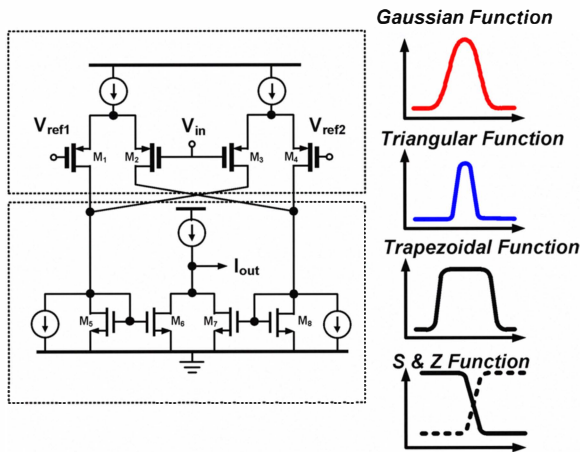 Gaussian Function
Vref1
Vin
Vref2
M1
M2
M3
M4
Triangular Function
Iout
Trapezoidal Function
M5
M6
M7
M8
S & Z Function